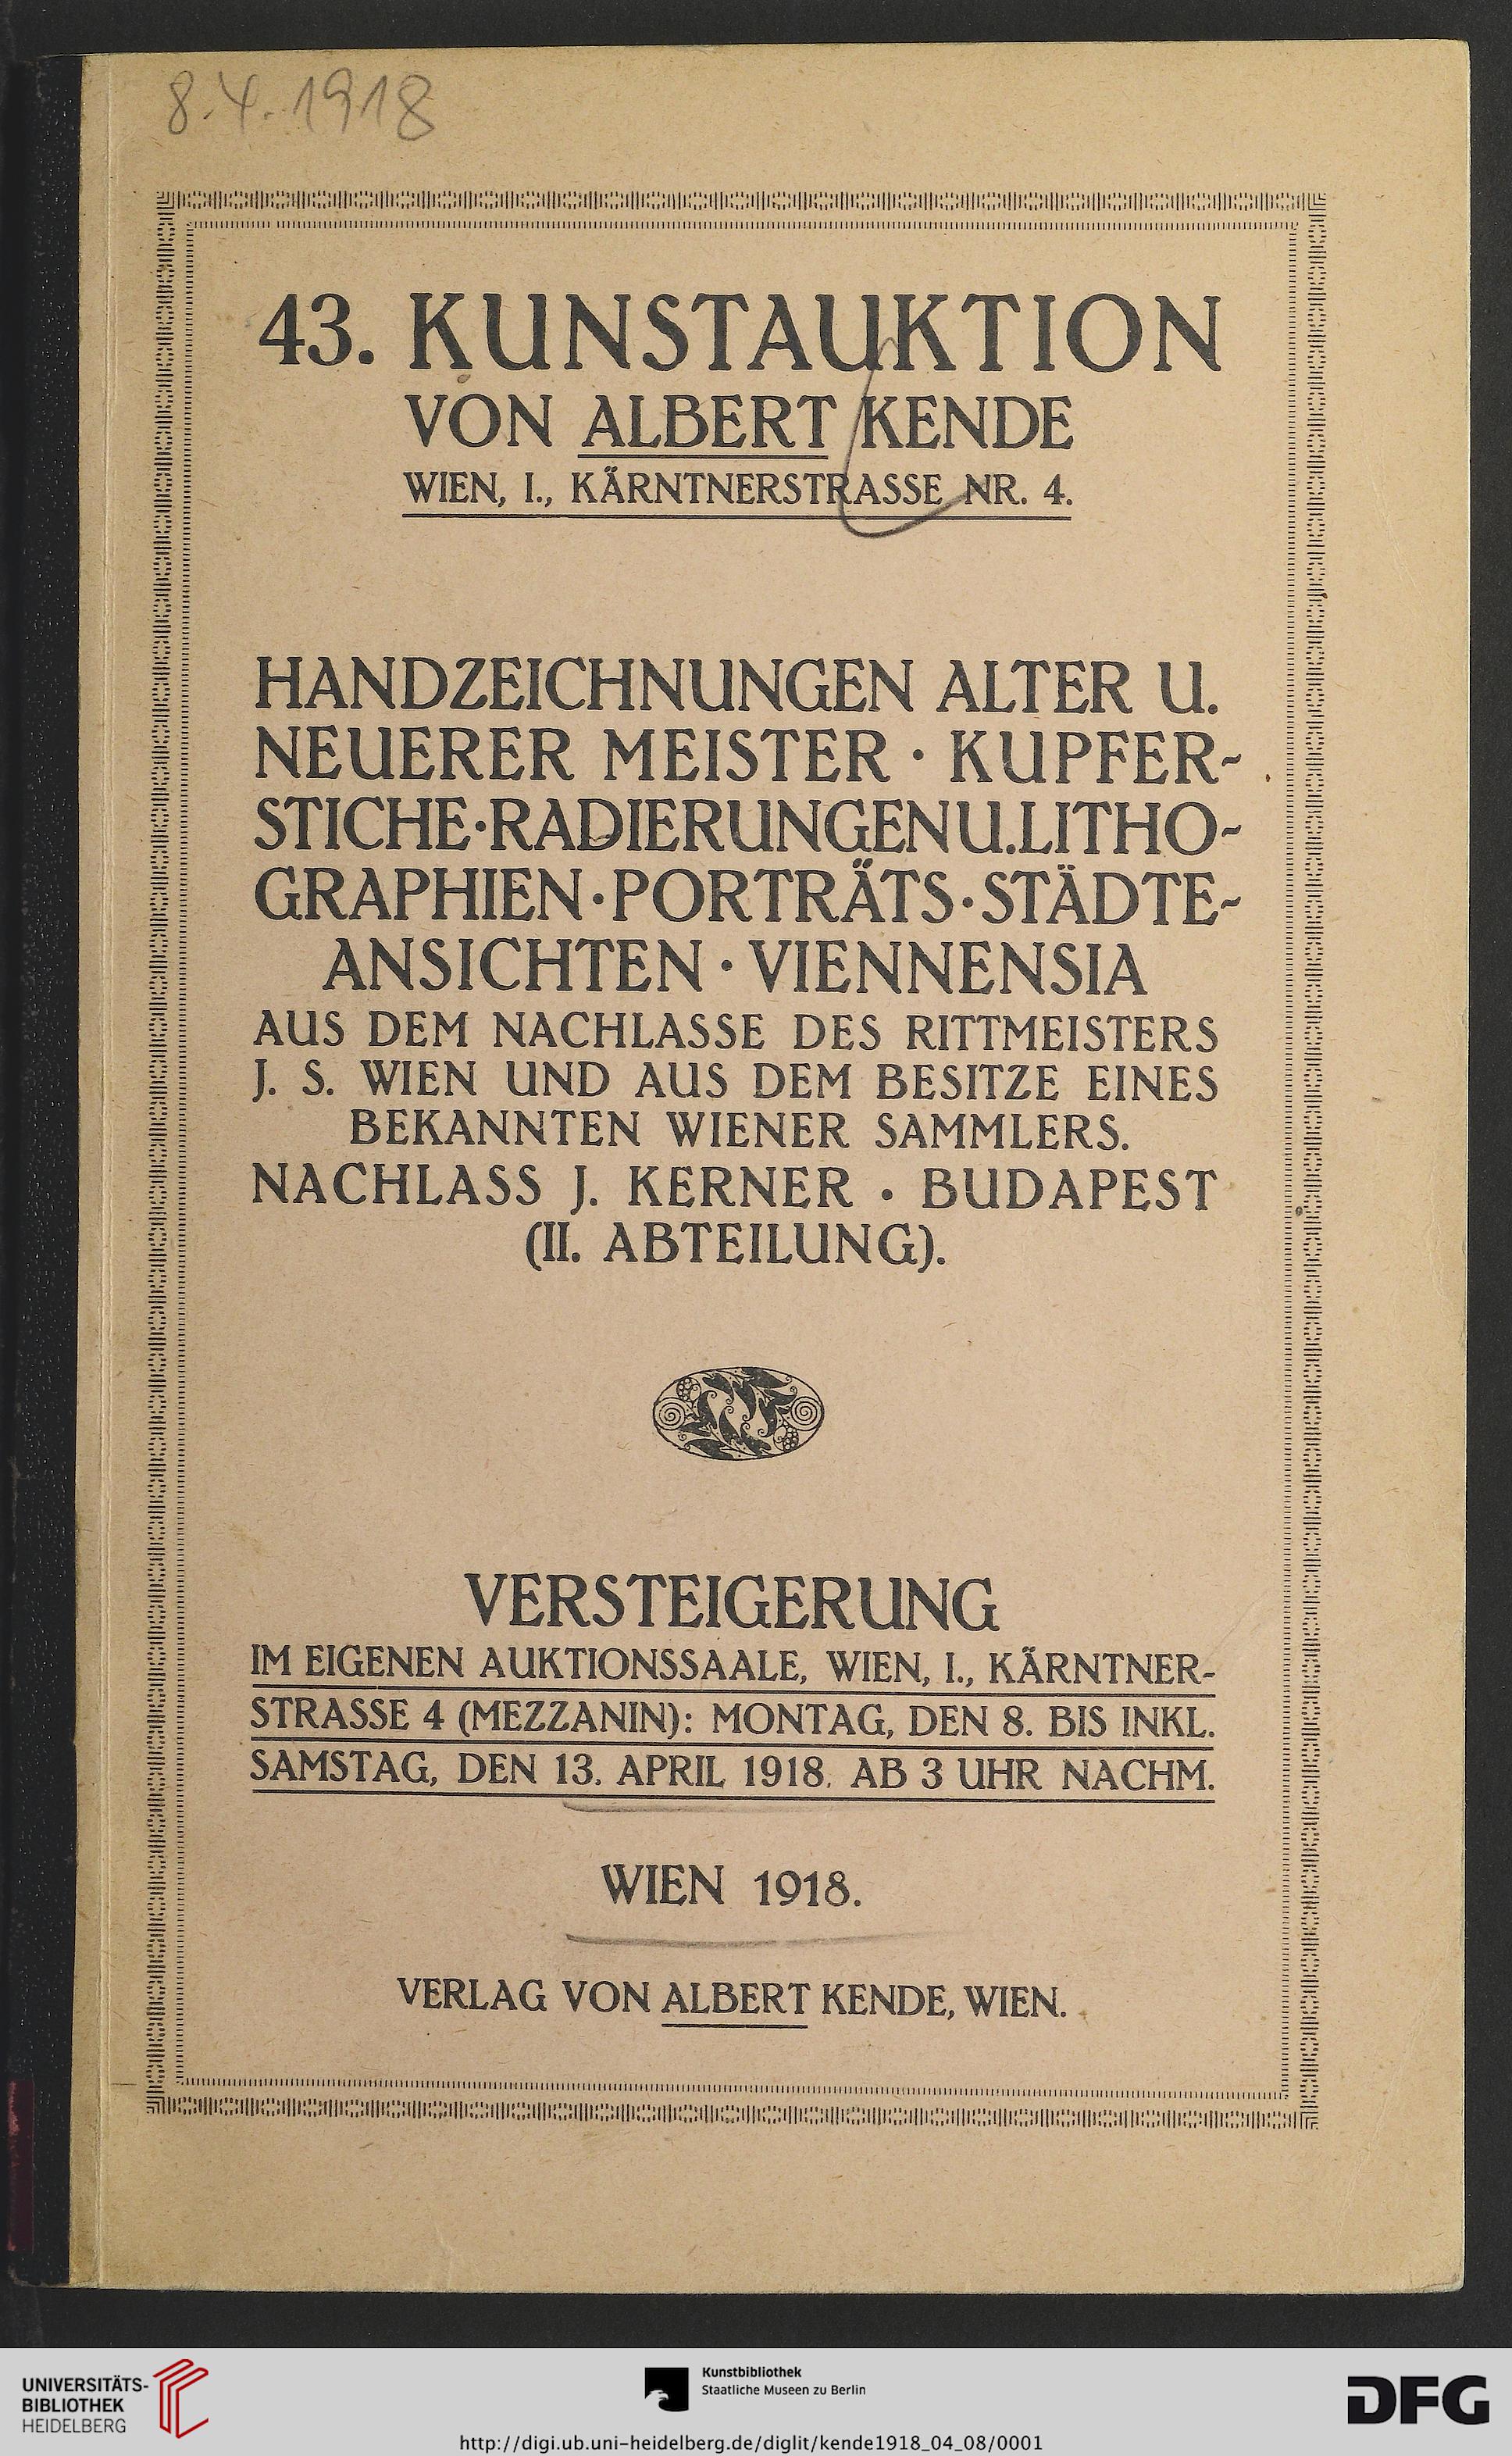 8.4.1918
43. KUNSTAUKTION
VON ALBERT KENDE
WIEN, I., KÄRNTNERSTRASSE NR. 4.
HANDZEICHNUNGEN ALTER U.
NEUERER MEISTER · KUPFER-
STICHE·RADIERUNGEN U. LITHO-
GRAPHIEN·PORTRÄTS·STÄDTE-
ANSICHTEN · VIENNENSIA
AUS DEM NACHLASSE DES RITTMEISTERS
J. S. WIEN UND AUS DEM BESITZE EINES
BEKANNTEN WIENER SAMMLERS.
NACHLASS J. KERNER · BUDAPEST
(II. ABTEILUNG).
VERSTEIGERUNG
IM EIGENEN AUKTIONSSAALE, WIEN, I., KÄRNTNER-
STRASSE 4 (MEZZANIN): MONTAG, DEN 8. BIS INKL.
SAMSTAG, DEN 13. APRIL 1918. AB 3 UHR NACHM.
WIEN 1918.
VERLAG VON ALBERT KENDE, WIEN.
UNIVERSITÄTS-
BIBLIOTHEK
HEIDELBERG
Kunstbibliothek
Staatliche Museen zu Berlin
DFG
http://digi.ub.uni-heidelberg.de/diglit/kende1918_04_08/0001